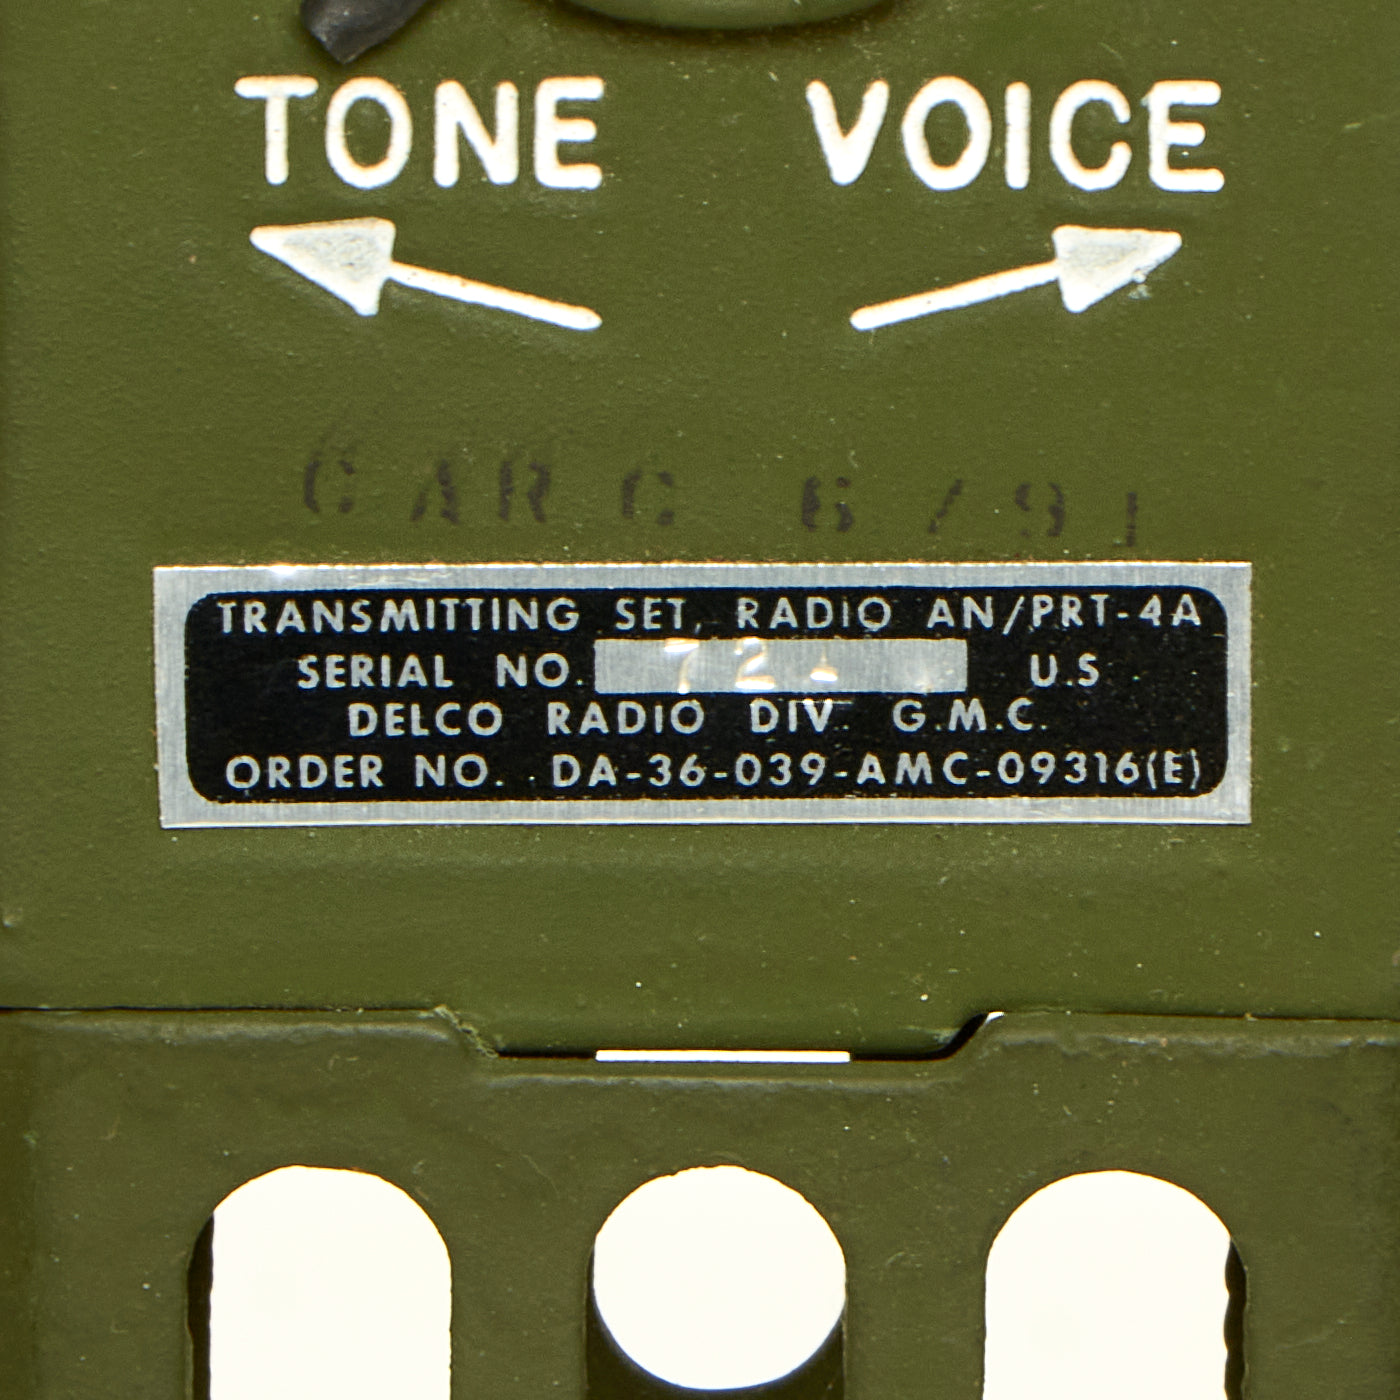 TONE VOICE
CARC 6/91
TRANSMITTING SET, RADIO AN/PRT-4A
SERIAL NO. U.S
DELCO RADIO DIV. G.M.C.
ORDER NO. DA-36-039-AMC-09316(E)